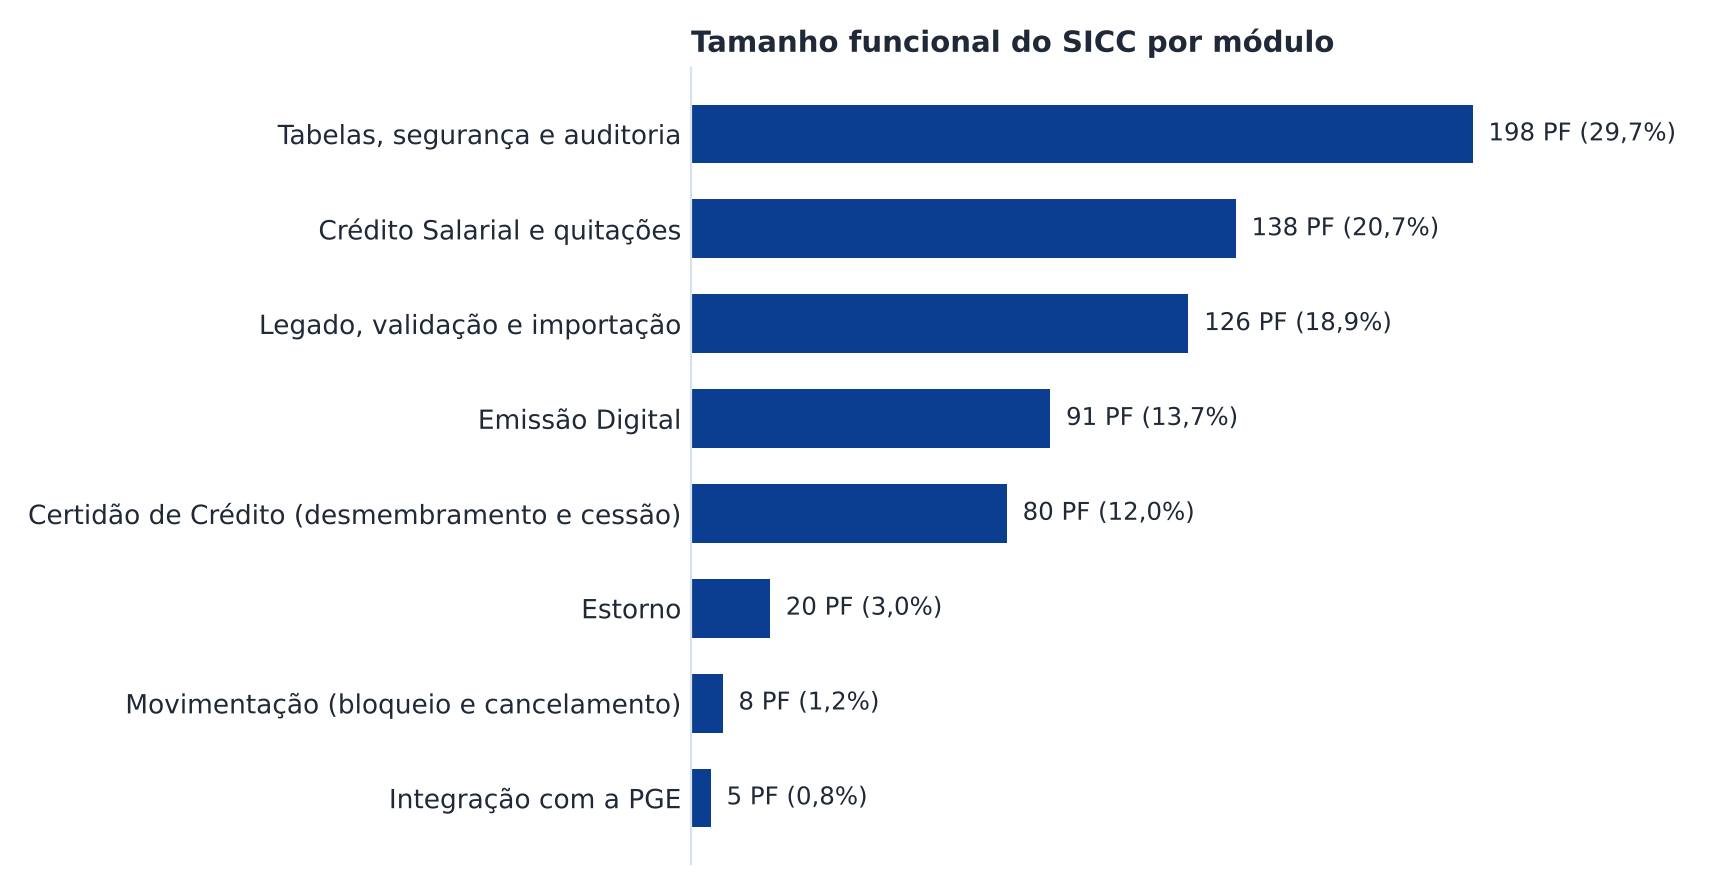 Tamanho funcional do SICC por módulo
Tabelas, segurança e auditoria 198 PF (29,7%)
Crédito Salarial e quitações 138 PF (20,7%)
Legado, validação e importação 126 PF (18,9%)
Emissão Digital 91 PF (13,7%)
Certidão de Crédito (desmembramento e cessão) 80 PF (12,0%)
Estorno 20 PF (3,0%)
Movimentação (bloqueio e cancelamento) 8 PF (1,2%)
Integração com a PGE 5 PF (0,8%)